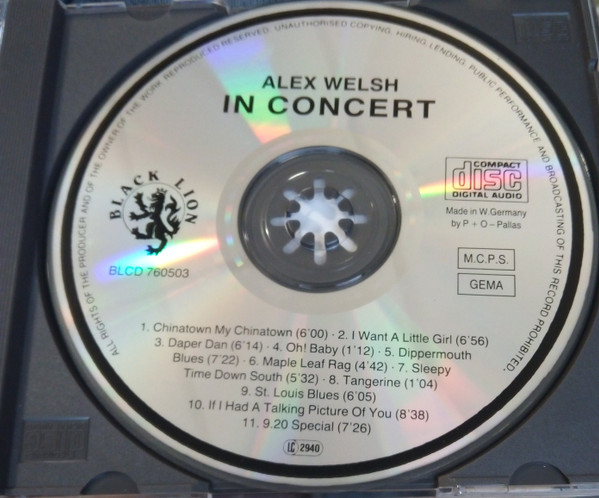 ALEX WELSH
IN CONCERT
ALL RIGHTS OF THE PRODUCER AND OF THE OWNER OF THE WORK REPRODUCED RESERVED. UNAUTHORISED COPYING, HIRING, LENDING, PUBLIC PERFORMANCE AND BROADCASTING OF THIS RECORD PROHIBITED.
BLACK LION
BLCD 760503
COMPACT
disc
DIGITAL AUDIO
Made in W. Germany
by P + O – Pallas
M.C.P.S.
GEMA
1. Chinatown My Chinatown (6'00) · 2. I Want A Little Girl (6'56)
3. Daper Dan (6'14) · 4. Oh! Baby (1'12) · 5. Dippermouth
Blues (7'22) · 6. Maple Leaf Rag (4'42) · 7. Sleepy
Time Down South (5'32) · 8. Tangerine (1'04)
9. St. Louis Blues (6'05)
10. If I Had A Talking Picture Of You (8'38)
11. 9.20 Special (7'26)
LC 2940